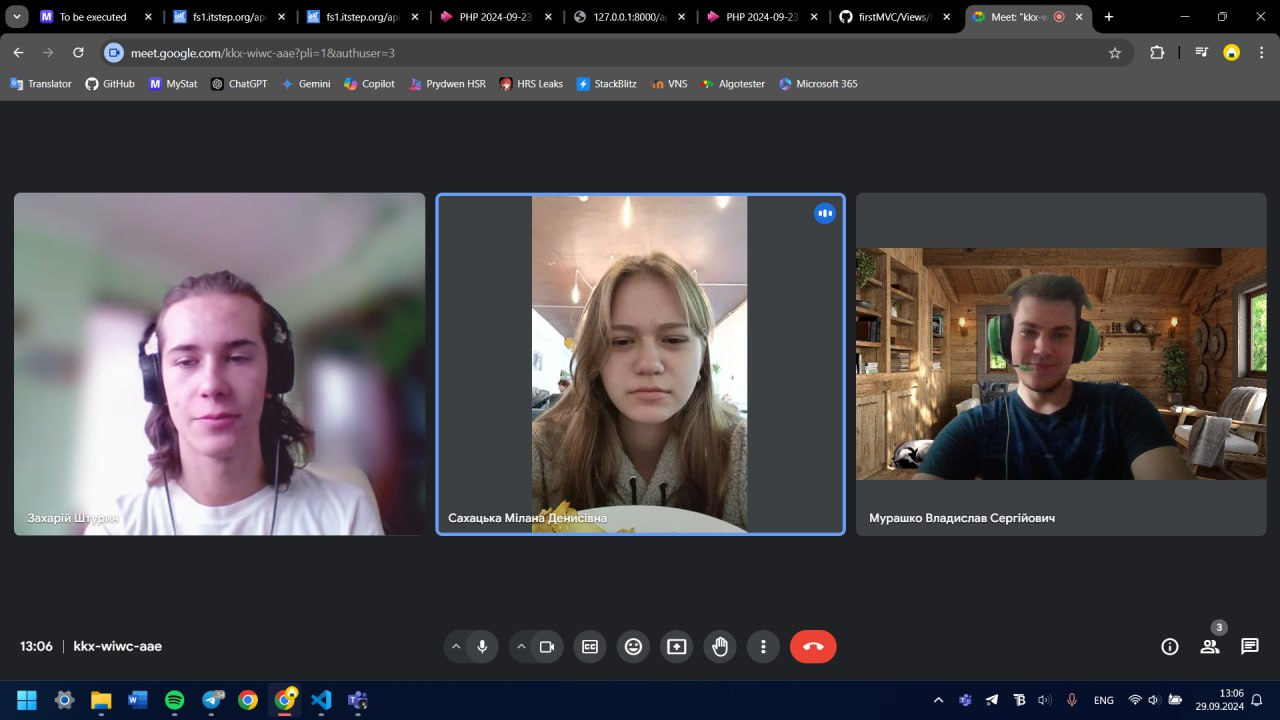 To be executed
fs1.itstep.org/ap
fs1.itstep.org/ap
PHP 2024-09-23
127.0.0.1:8000/a
PHP 2024-09-23
firstMVC/Views/
Meet: "kkx-w
meet.google.com/kkx-wiwc-aae?pli=1&authuser=3
Translator
GitHub
MyStat
ChatGPT
Gemini
Copilot
Prydwen HSR
HRS Leaks
StackBlitz
VNS
Algotester
Microsoft 365
Захарій Штурин
Сахацька Мілана Денисівна
Мурашко Владислав Сергійович
13:06 | kkx-wiwc-aae
3
ENG
13:06
29.09.2024